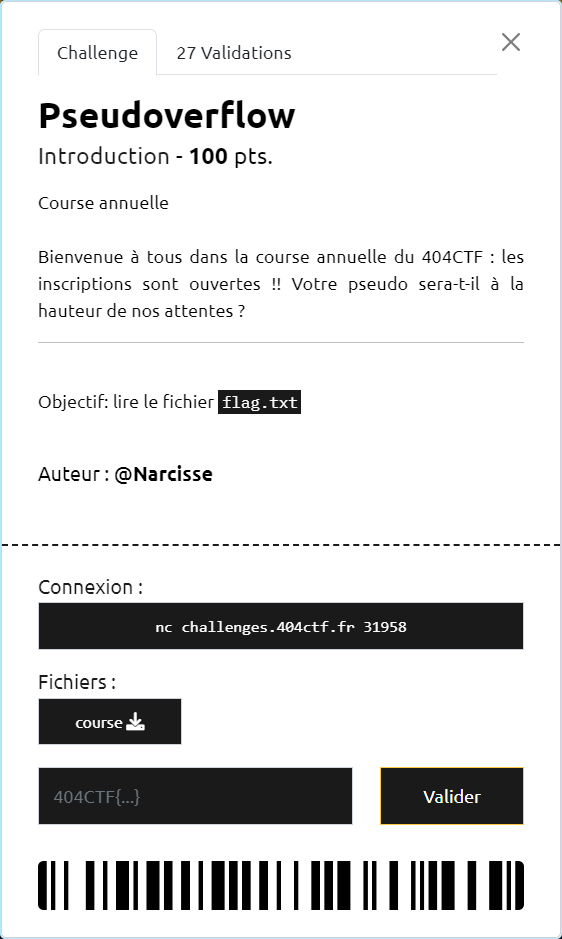 Challenge
27 Validations
Pseudoverflow
Introduction - 100 pts.
Course annuelle
Bienvenue à tous dans la course annuelle du 404CTF : les
inscriptions sont ouvertes !! Votre pseudo sera-t-il à la
hauteur de nos attentes ?
Objectif: lire le fichier flag.txt
Auteur : @Narcisse
Connexion :
nc challenges.404ctf.fr 31958
Fichiers :
course
404CTF{...}
Valider